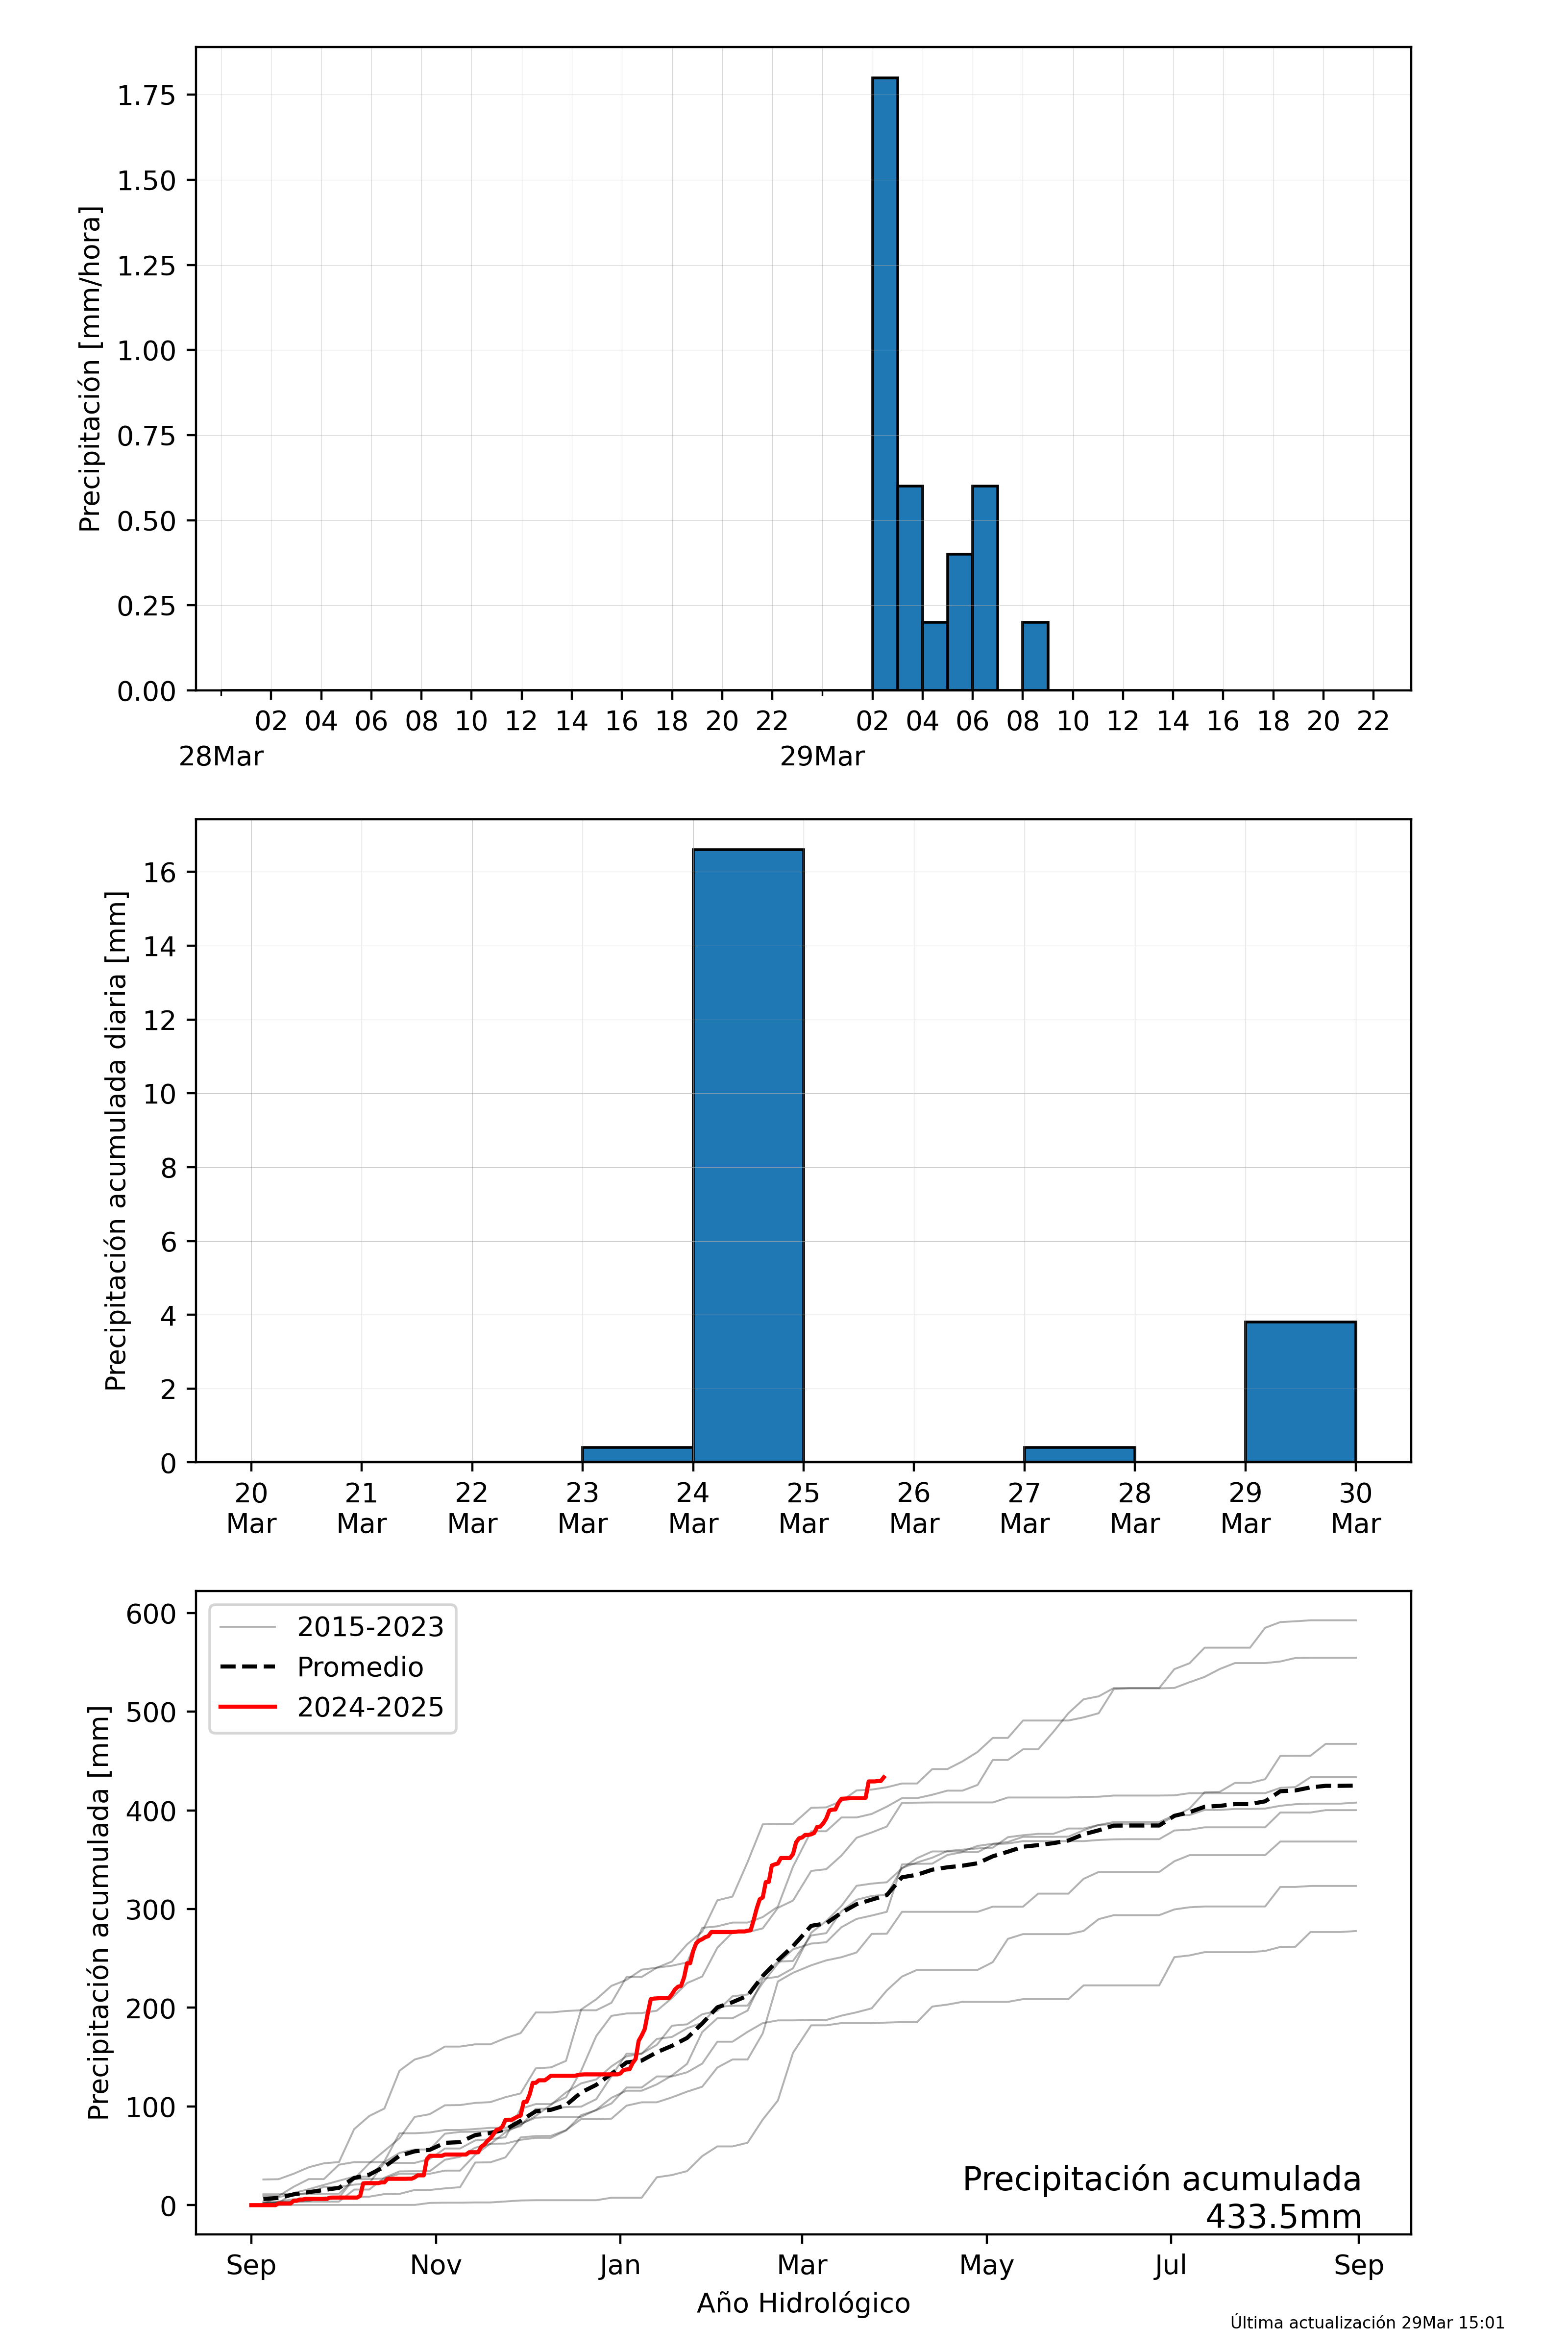 Precipitación [mm/hora]
1.75
1.50
1.25
1.00
0.75
0.50
0.25
0.00
02 04 06 08 10 12 14 16 18 20 22 02 04 06 08 10 12 14 16 18 20 22
28Mar 29Mar
Precipitación acumulada diaria [mm]
16
14
12
10
8
6
4
2
0
20 21 22 23 24 25 26 27 28 29 30
Mar Mar Mar Mar Mar Mar Mar Mar Mar Mar Mar
Precipitación acumulada [mm]
600
500
400
300
200
100
0
2015-2023
Promedio
2024-2025
Precipitación acumulada
433.5mm
Sep Nov Jan Mar May Jul Sep
Año Hidrológico
Última actualización 29Mar 15:01